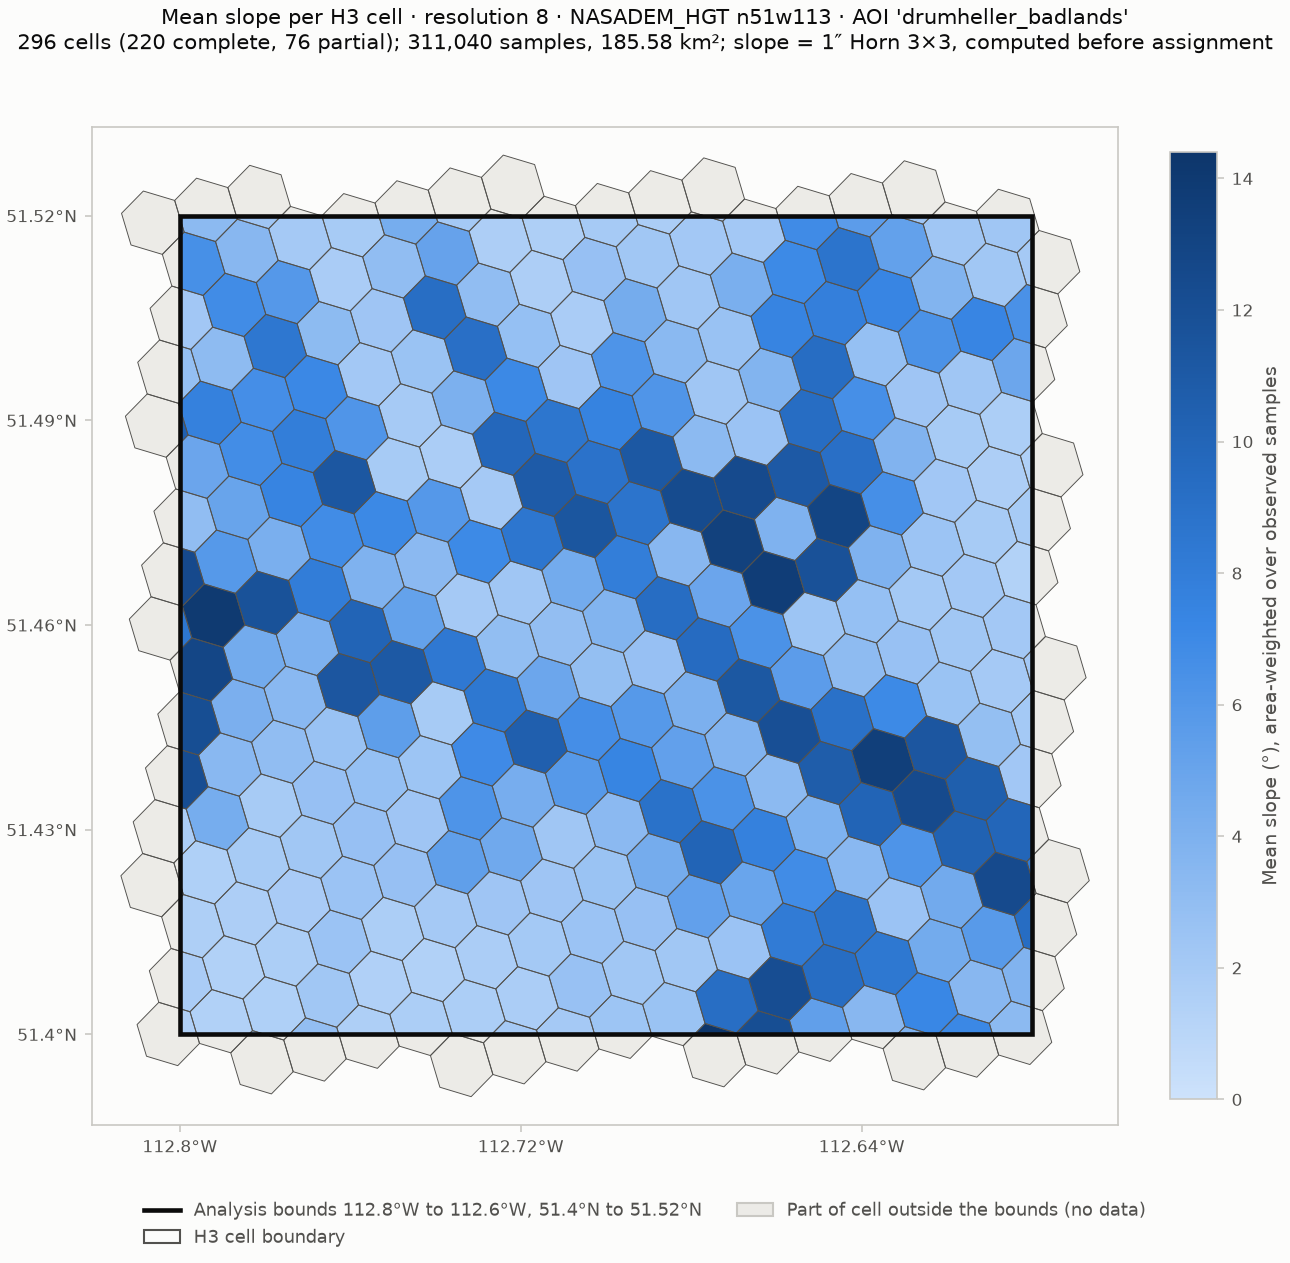 Mean slope per H3 cell · resolution 8 · NASADEM_HGT n51w113 · AOI 'drumheller_badlands'
296 cells (220 complete, 76 partial); 311,040 samples, 185.58 km²; slope = 1″ Horn 3×3, computed before assignment
51.52°N
51.49°N
51.46°N
51.43°N
51.4°N
112.8°W
112.72°W
112.64°W
14
12
10
8
6
4
2
0
Mean slope (°), area-weighted over observed samples
Analysis bounds 112.8°W to 112.6°W, 51.4°N to 51.52°N
H3 cell boundary
Part of cell outside the bounds (no data)